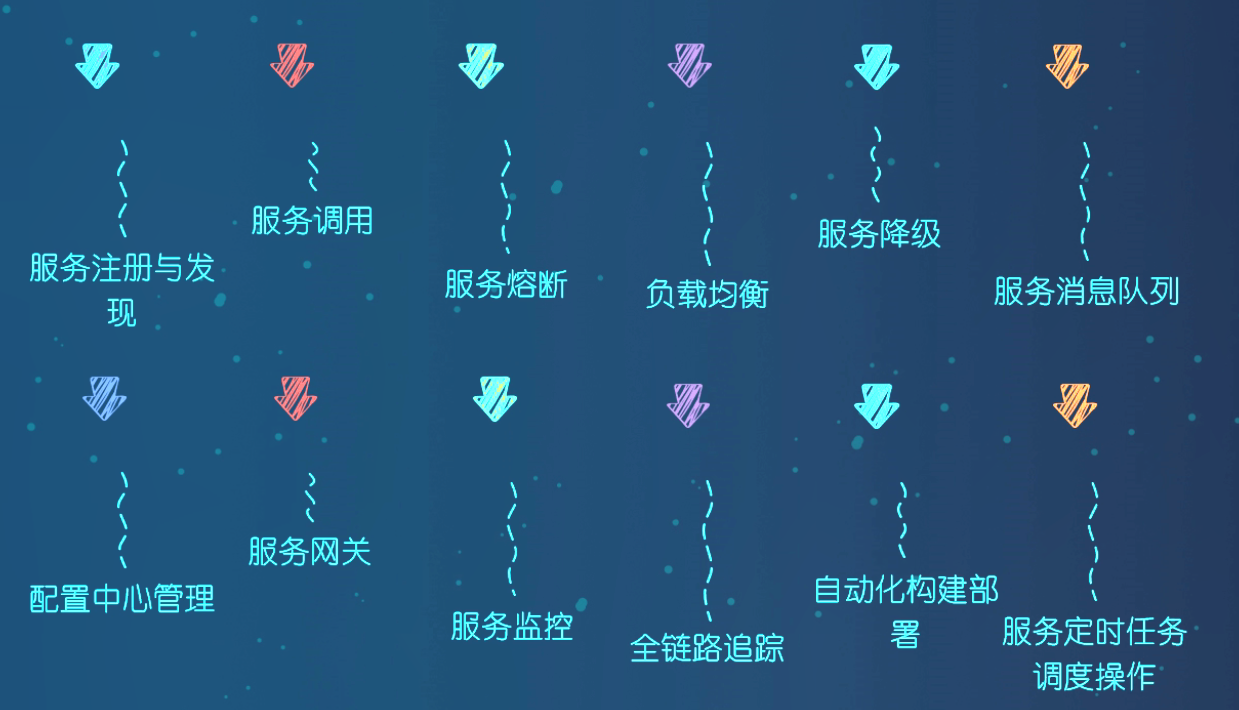 服务注册与发
现
服务调用
服务熔断
负载均衡
服务降级
服务消息队列
配置中心管理
服务网关
服务监控
全链路追踪
自动化构建部
署
服务定时任务
调度操作